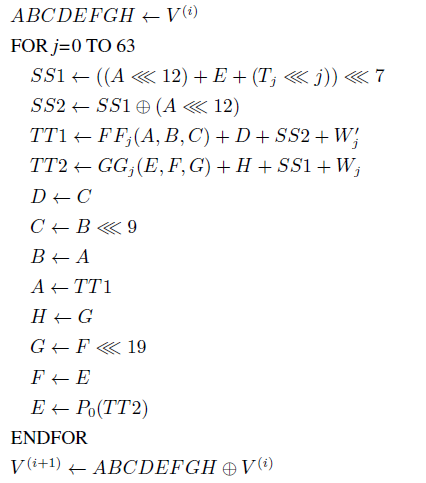 ABCDEFGH ← V^(i)
FOR j=0 TO 63
SS1 ← ((A ⋘ 12) + E + (T_j ⋘ j)) ⋘ 7
SS2 ← SS1 ⊕ (A ⋘ 12)
TT1 ← FF_j(A, B, C) + D + SS2 + W'_j
TT2 ← GG_j(E, F, G) + H + SS1 + W_j
D ← C
C ← B ⋘ 9
B ← A
A ← TT1
H ← G
G ← F ⋘ 19
F ← E
E ← P_0(TT2)
ENDFOR
V^(i+1) ← ABCDEFGH ⊕ V^(i)